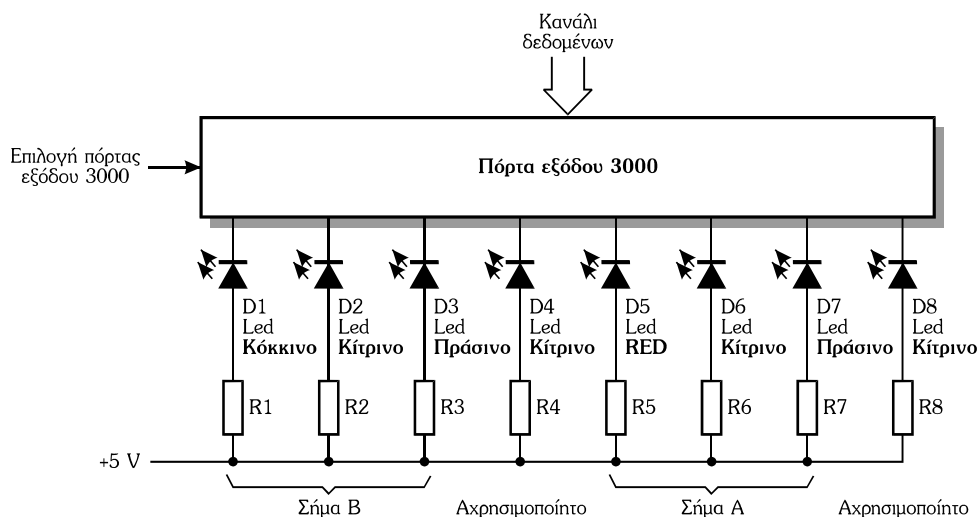 Κανάλι
δεδομένων
Επιλογή πόρτας
εξόδου 3000
Πόρτα εξόδου 3000
D1
Led
Κόκκινο
D2
Led
Κίτρινο
D3
Led
Πράσινο
D4
Led
Κίτρινο
D5
Led
RED
D6
Led
Κίτρινο
D7
Led
Πράσινο
D8
Led
Κίτρινο
R1
R2
R3
R4
R5
R6
R7
R8
+5 V
Σήμα Β
Αχρησιμοποίητο
Σήμα Α
Αχρησιμοποίητο